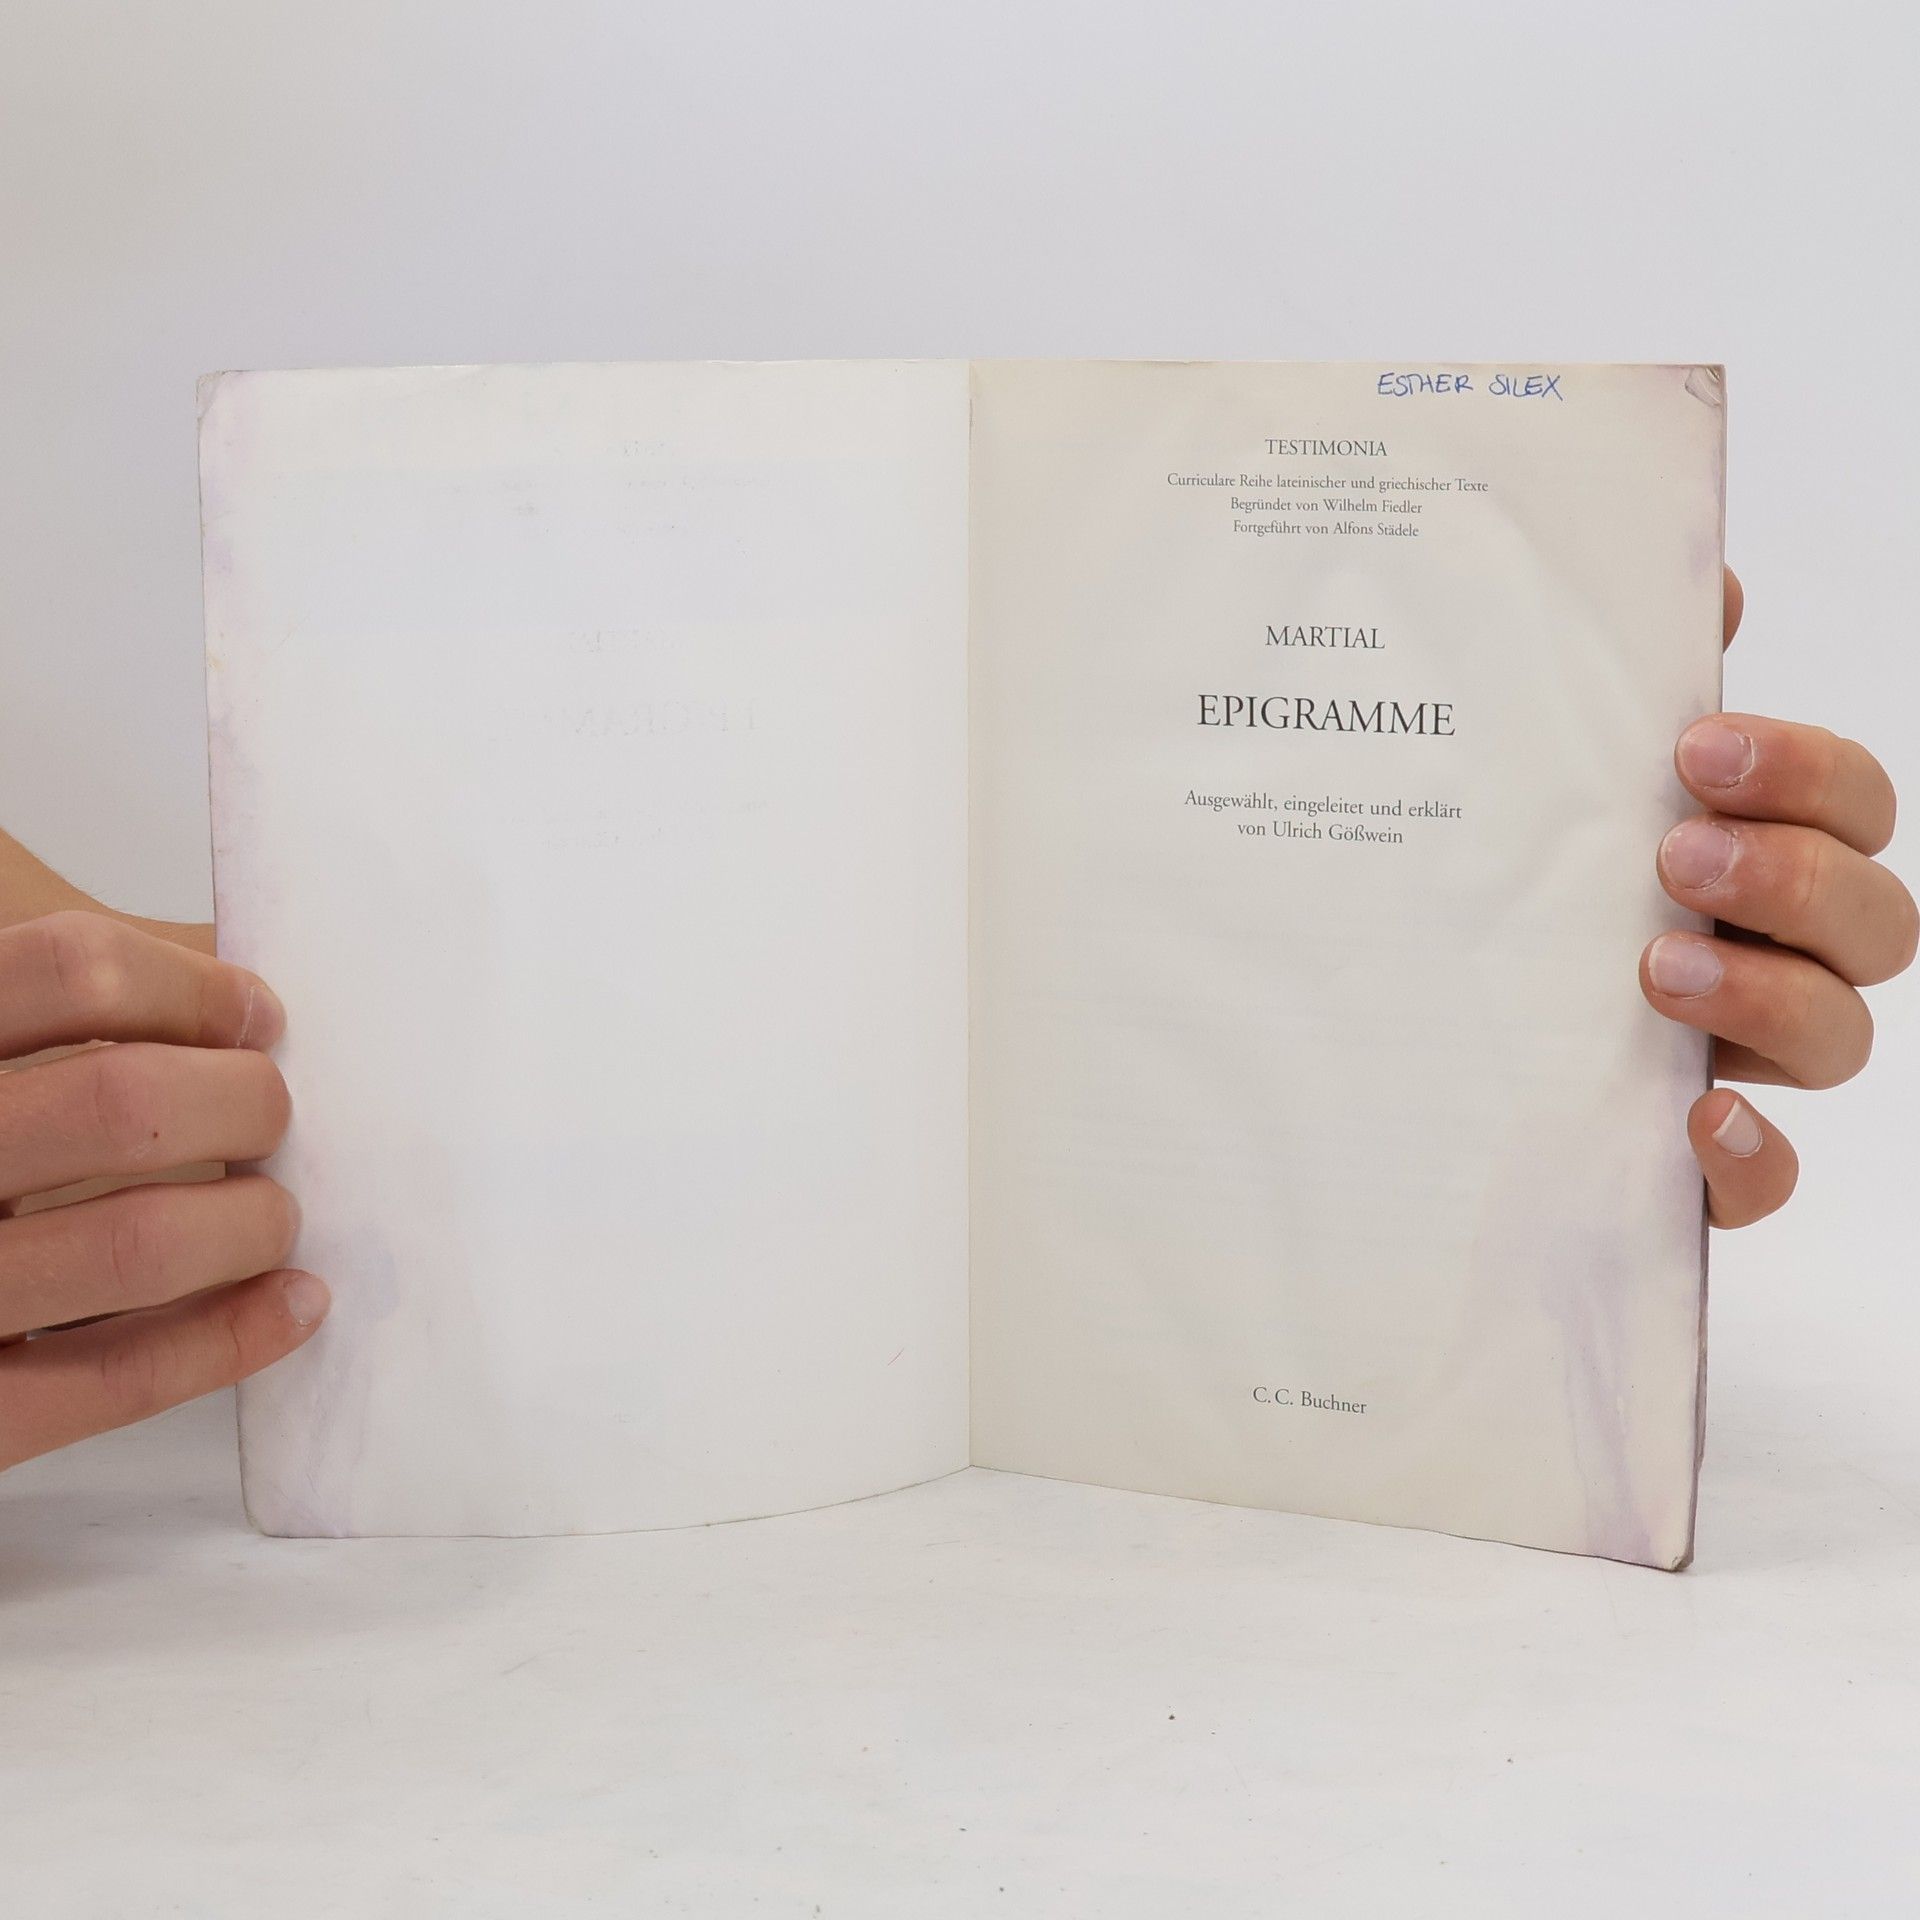 ESTHER SILEX
TESTIMONIA
Curriculare Reihe lateinischer und griechischer Texte
Begründet von Wilhelm Fiedler
Fortgeführt von Alfons Städele
MARTIAL
EPIGRAMME
Ausgewählt, eingeleitet und erklärt
von Ulrich Gößwein
C. C. Buchner